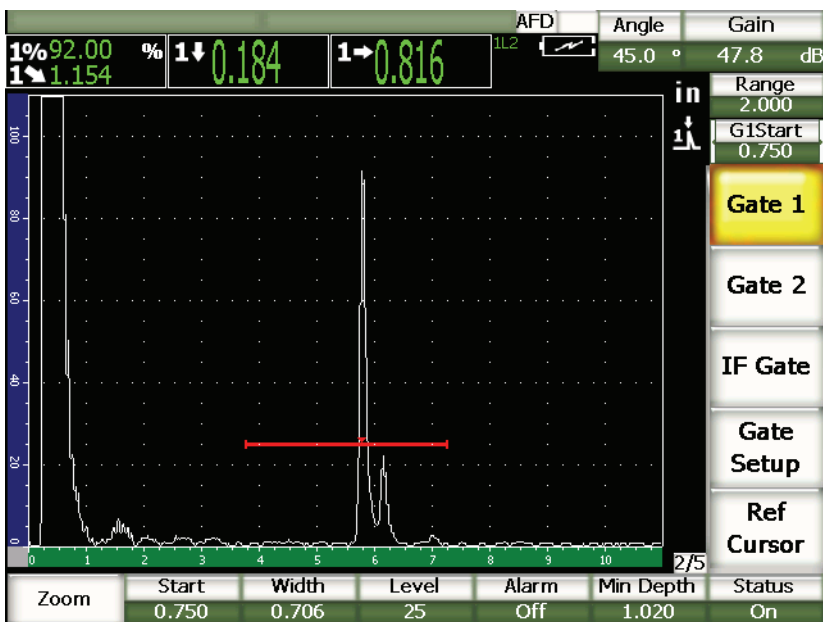 AFD Angle Gain
1%92.00 % 1 0.184 1 0.816 1L2 45.0 ° 47.8 dB
1 1.154
in Range
2.000
1 G1Start
0.750
100
80
60
40
20
0
Gate 1
Gate 2
IF Gate
Gate
Setup
Ref
Cursor
0 1 2 3 4 5 6 7 8 9 10
2/5
Zoom Start Width Level Alarm Min Depth Status
0.750 0.706 25 Off 1.020 On